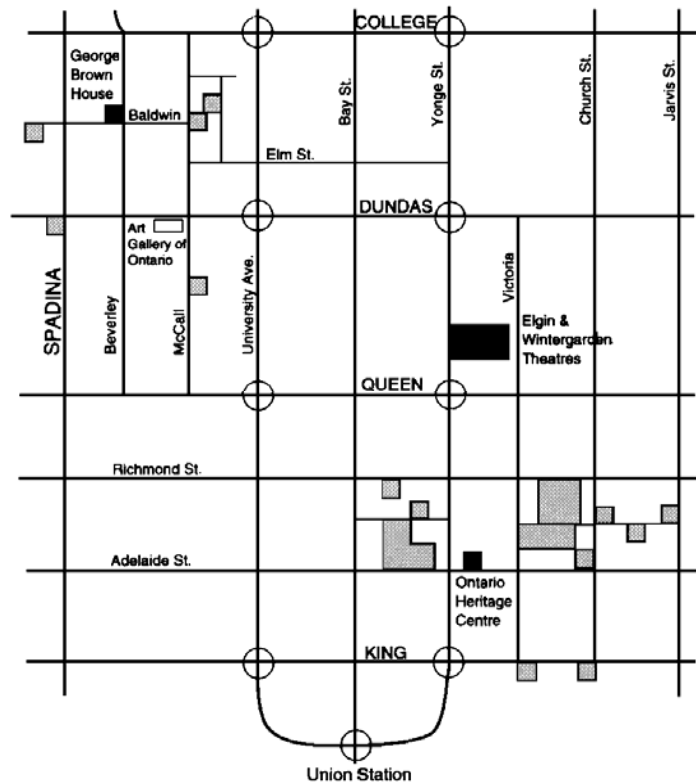 COLLEGE
George
Brown
House
Bay St.
Yonge St.
Church St.
Jarvis St.
Baldwin
Elm St.
DUNDAS
Art
Gallery of
Ontario
SPADINA
Beverley
McCall
University Ave.
Victoria
Elgin &
Wintergarden
Theatres
QUEEN
Richmond St.
Adelaide St.
Ontario
Heritage
Centre
KING
Union Station